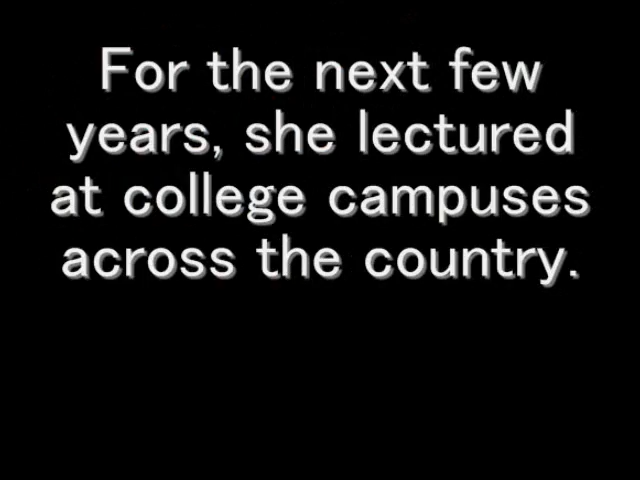 For the next few
years, she lectured
at college campuses
across the country.